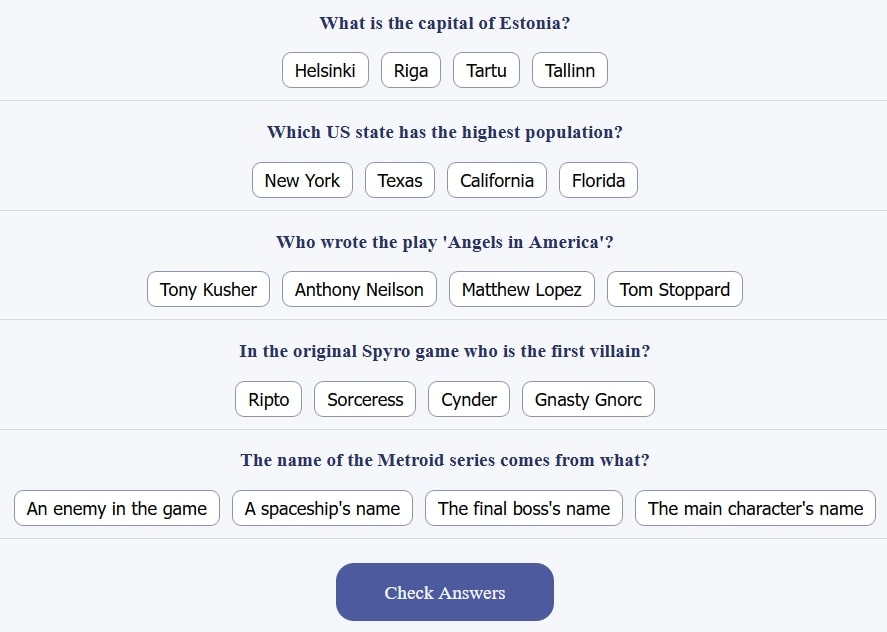 What is the capital of Estonia?
Helsinki Riga Tartu Tallinn
Which US state has the highest population?
New York Texas California Florida
Who wrote the play 'Angels in America'?
Tony Kusher Anthony Neilson Matthew Lopez Tom Stoppard
In the original Spyro game who is the first villain?
Ripto Sorceress Cynder Gnasty Gnorc
The name of the Metroid series comes from what?
An enemy in the game A spaceship's name The final boss's name The main character's name
Check Answers